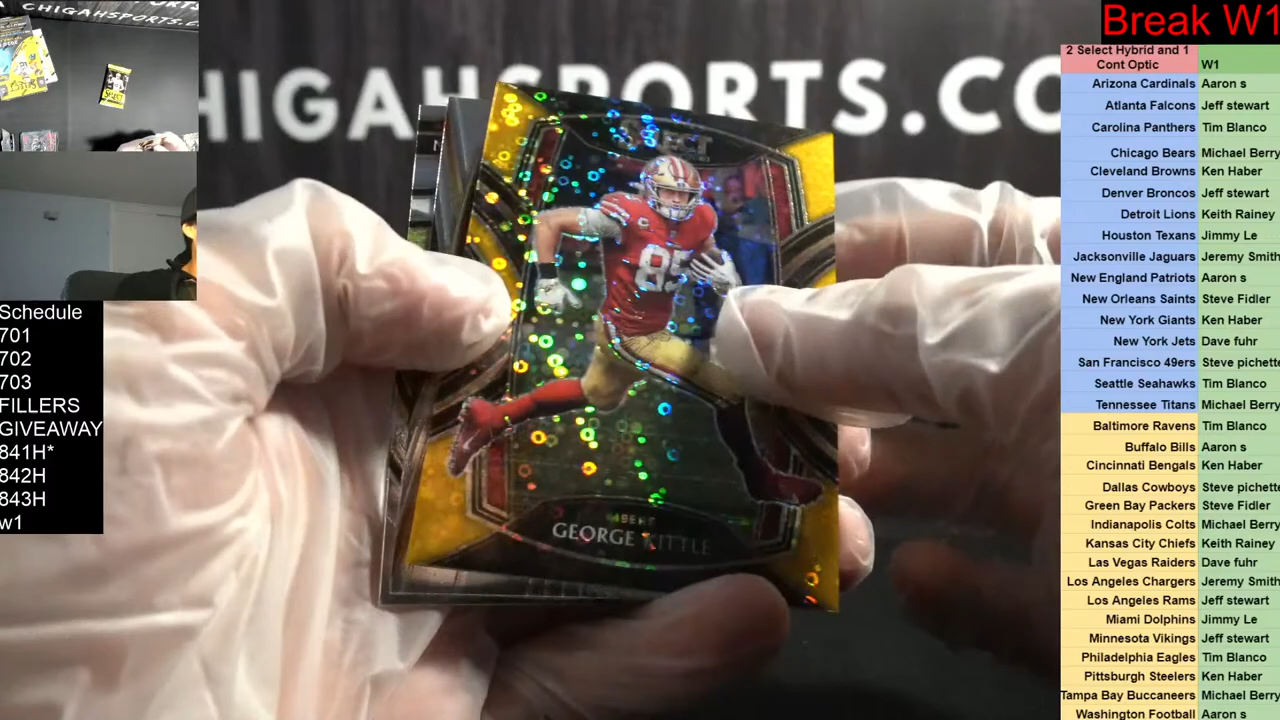 CHIGAHSPORTS.C
SPORTS
SELECT
Schedule
701
702
703
FILLERS
GIVEAWAY
841H*
842H
843H
w1
HIGAHSPORTS.CO
SELECT
85
49ERS
GEORGE KITTLE
Break W1
2 Select Hybrid and 1
Cont Optic W1
Arizona Cardinals Aaron s
Atlanta Falcons Jeff stewart
Carolina Panthers Tim Blanco
Chicago Bears Michael Berry
Cleveland Browns Ken Haber
Denver Broncos Jeff stewart
Detroit Lions Keith Rainey
Houston Texans Jimmy Le
Jacksonville Jaguars Jeremy Smith
New England Patriots Aaron s
New Orleans Saints Steve Fidler
New York Giants Ken Haber
New York Jets Dave fuhr
San Francisco 49ers Steve pichette
Seattle Seahawks Tim Blanco
Tennessee Titans Michael Berry
Baltimore Ravens Tim Blanco
Buffalo Bills Aaron s
Cincinnati Bengals Ken Haber
Dallas Cowboys Steve pichette
Green Bay Packers Steve Fidler
Indianapolis Colts Michael Berry
Kansas City Chiefs Keith Rainey
Las Vegas Raiders Dave fuhr
Los Angeles Chargers Jeremy Smith
Los Angeles Rams Jeff stewart
Miami Dolphins Jimmy Le
Minnesota Vikings Jeff stewart
Philadelphia Eagles Tim Blanco
Pittsburgh Steelers Ken Haber
Tampa Bay Buccaneers Michael Berry
Washington Football Aaron s